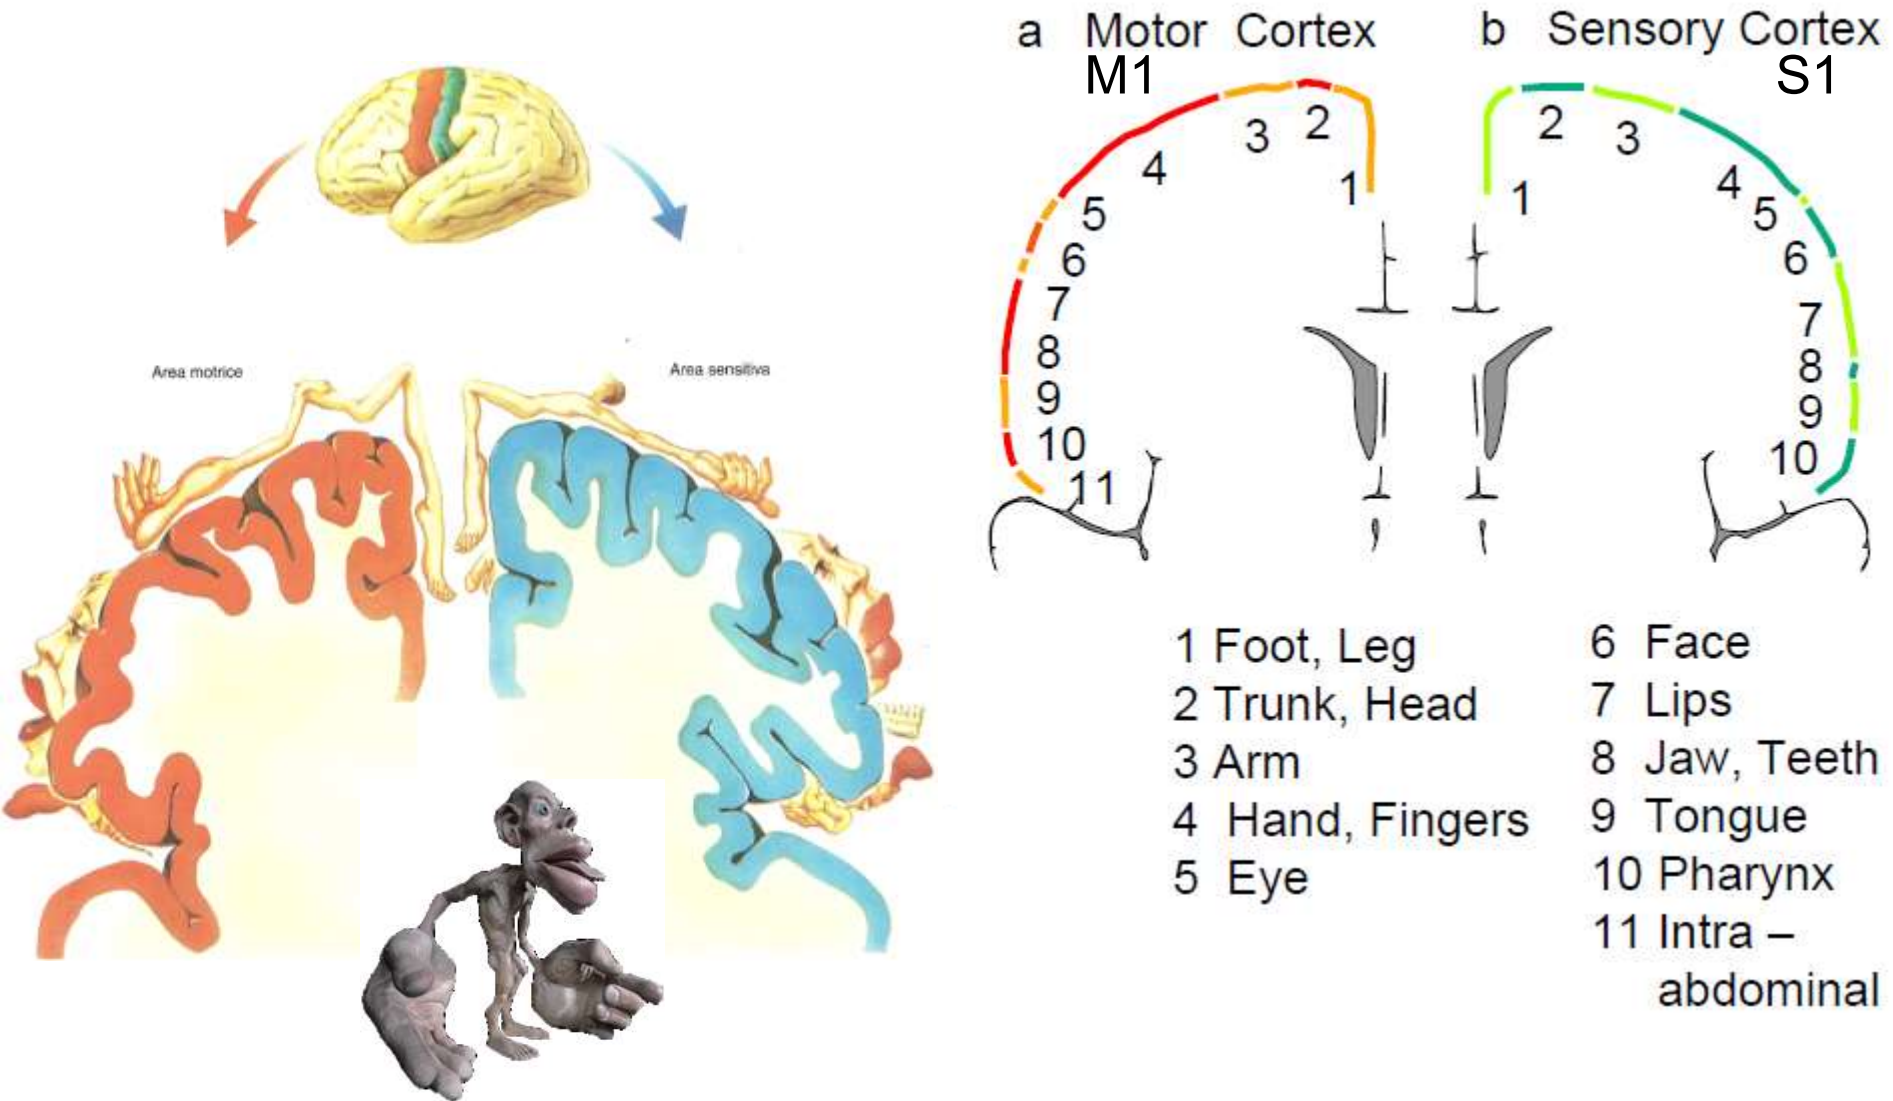 a Motor Cortex
M1
b Sensory Cortex
S1
3 2
4
1
5
6
7
8
9
10
11
2
3
1
4
5
6
7
8
9
10
Area motrice
Area sensitiva
1 Foot, Leg
2 Trunk, Head
3 Arm
4 Hand, Fingers
5 Eye
6 Face
7 Lips
8 Jaw, Teeth
9 Tongue
10 Pharynx
11 Intra –
abdominal